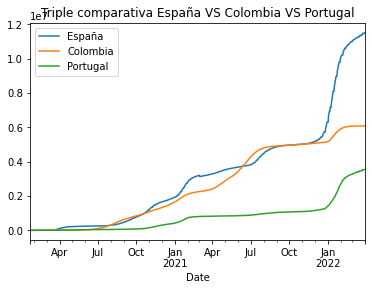 Triple comparativa España VS Colombia VS Portugal
1e7
1.2
1.0
0.8
0.6
0.4
0.2
0.0
España
Colombia
Portugal
Apr Jul Oct Jan Apr Jul Oct Jan
2021 2022
Date